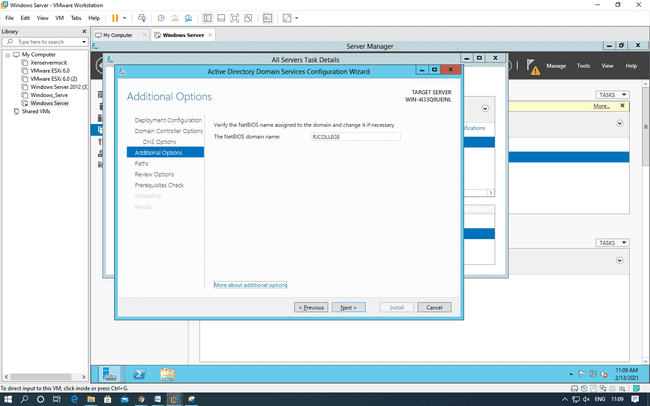 Windows Server - VMware Workstation
File Edit View VM Tabs Help
Library
Type here to search
My Computer
Xenservermscit
VMware ESXi 6.0
VMware ESXi 6.0 (2)
Windows Server 2012 (3)
Windows_Serve
Windows Server
Shared VMs
My Computer
Windows Server
Server Manager
Manage Tools View Help
All Servers Task Details
Active Directory Domain Services Configuration Wizard
Additional Options
TARGET SERVER
WIN-4I33Q9UEINL
Deployment Configuration
Domain Controller Options
DNS Options
Additional Options
Paths
Review Options
Prerequisites Check
Installation
Results
Verify the NetBIOS name assigned to the domain and change it if necessary
The NetBIOS domain name:
RJCOLLEGE
More about additional options
< Previous
Next >
Install
Cancel
TASKS
More...
TASKS
11:09 AM
2/13/2021
To direct input to this VM, click inside or press Ctrl+G.
ENG
11:09